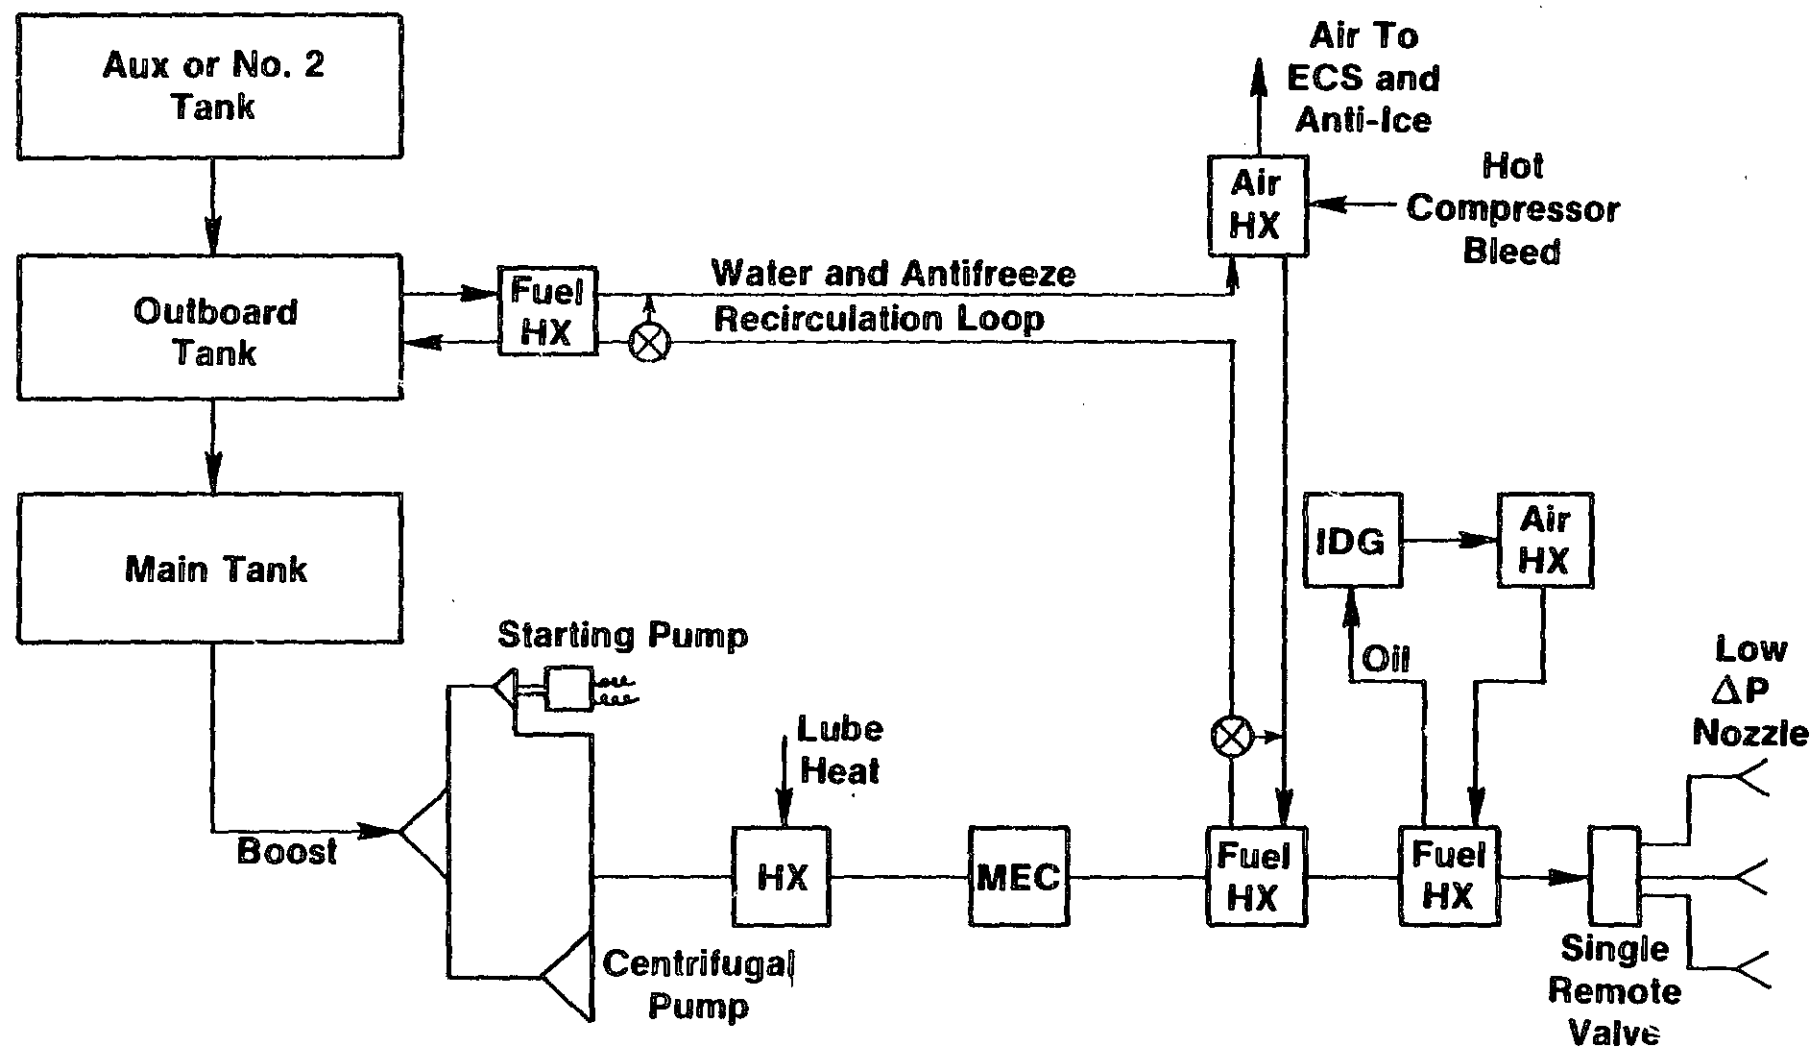 Aux or No. 2
Tank
Air To
ECS and
Anti-Ice
Hot
Compressor
Bleed
Air
HX
Outboard
Tank
Fuel
HX
Water and Antifreeze
Recirculation Loop
Main Tank
IDG
Air
HX
Oil
Starting Pump
Lube
Heat
Low
ΔP
Nozzle
Boost
HX
MEC
Fuel
HX
Fuel
HX
Centrifugal
Pump
Single
Remote
Valve